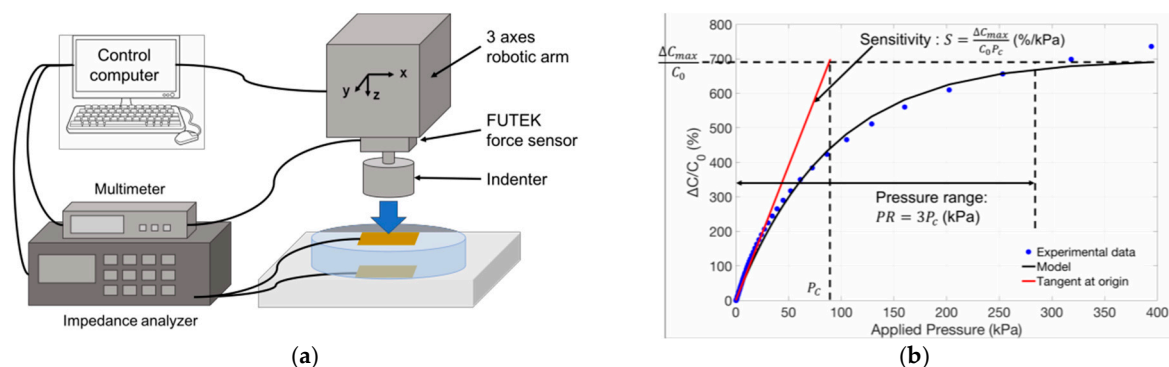 Control
computer
3 axes
robotic arm
x
y
z
FUTEK
force sensor
Indenter
Multimeter
Impedance analyzer
(a)
800
700
600
500
400
300
200
100
0
ΔC/C₀ (%)
ΔCmax
C₀
Sensitivity : S = ΔCmax/C₀Pc (%/kPa)
Pressure range:
PR = 3Pc (kPa)
Experimental data
Model
Tangent at origin
Pc
0 50 100 150 200 250 300 350 400
Applied Pressure (kPa)
(b)